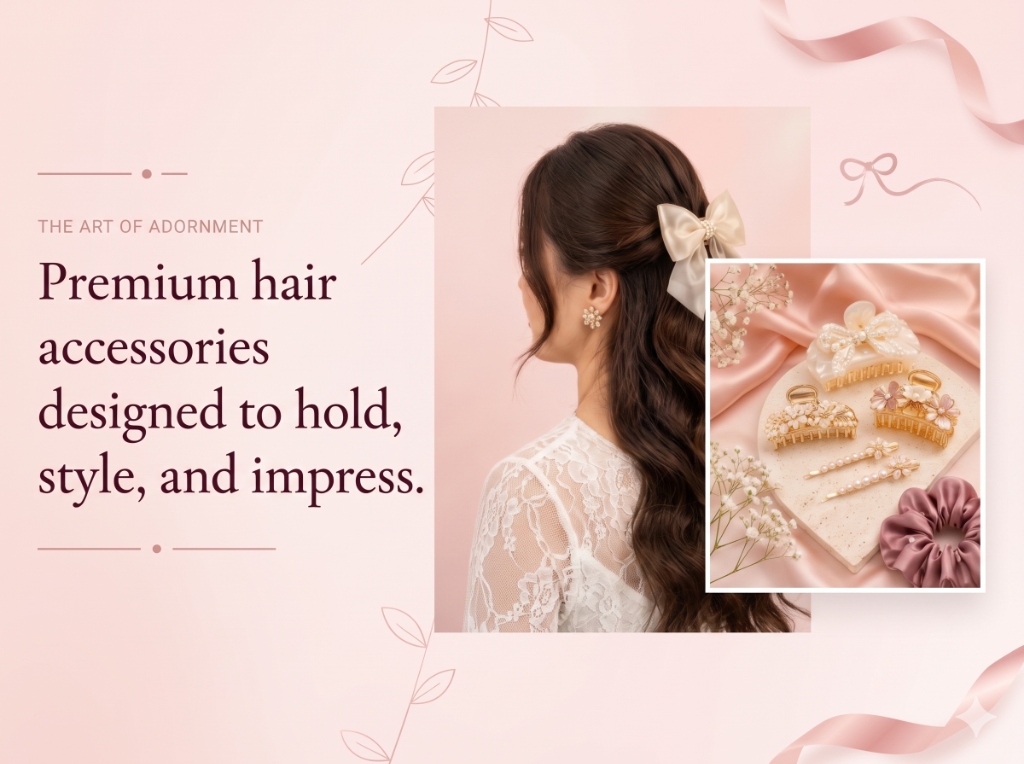 THE ART OF ADORNMENT
Premium hair
accessories
designed to hold,
style, and impress.